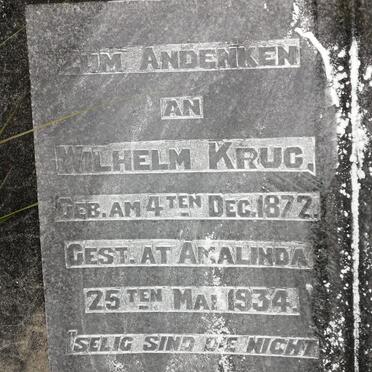 ZUM ANDENKEN
AN
WILHELM KRUG.
GEB. AM 4TEN DEC. 1872.
GEST. AT AMALINDA
25TEN MAI 1934.
"SELIG SIND DIE NICHT